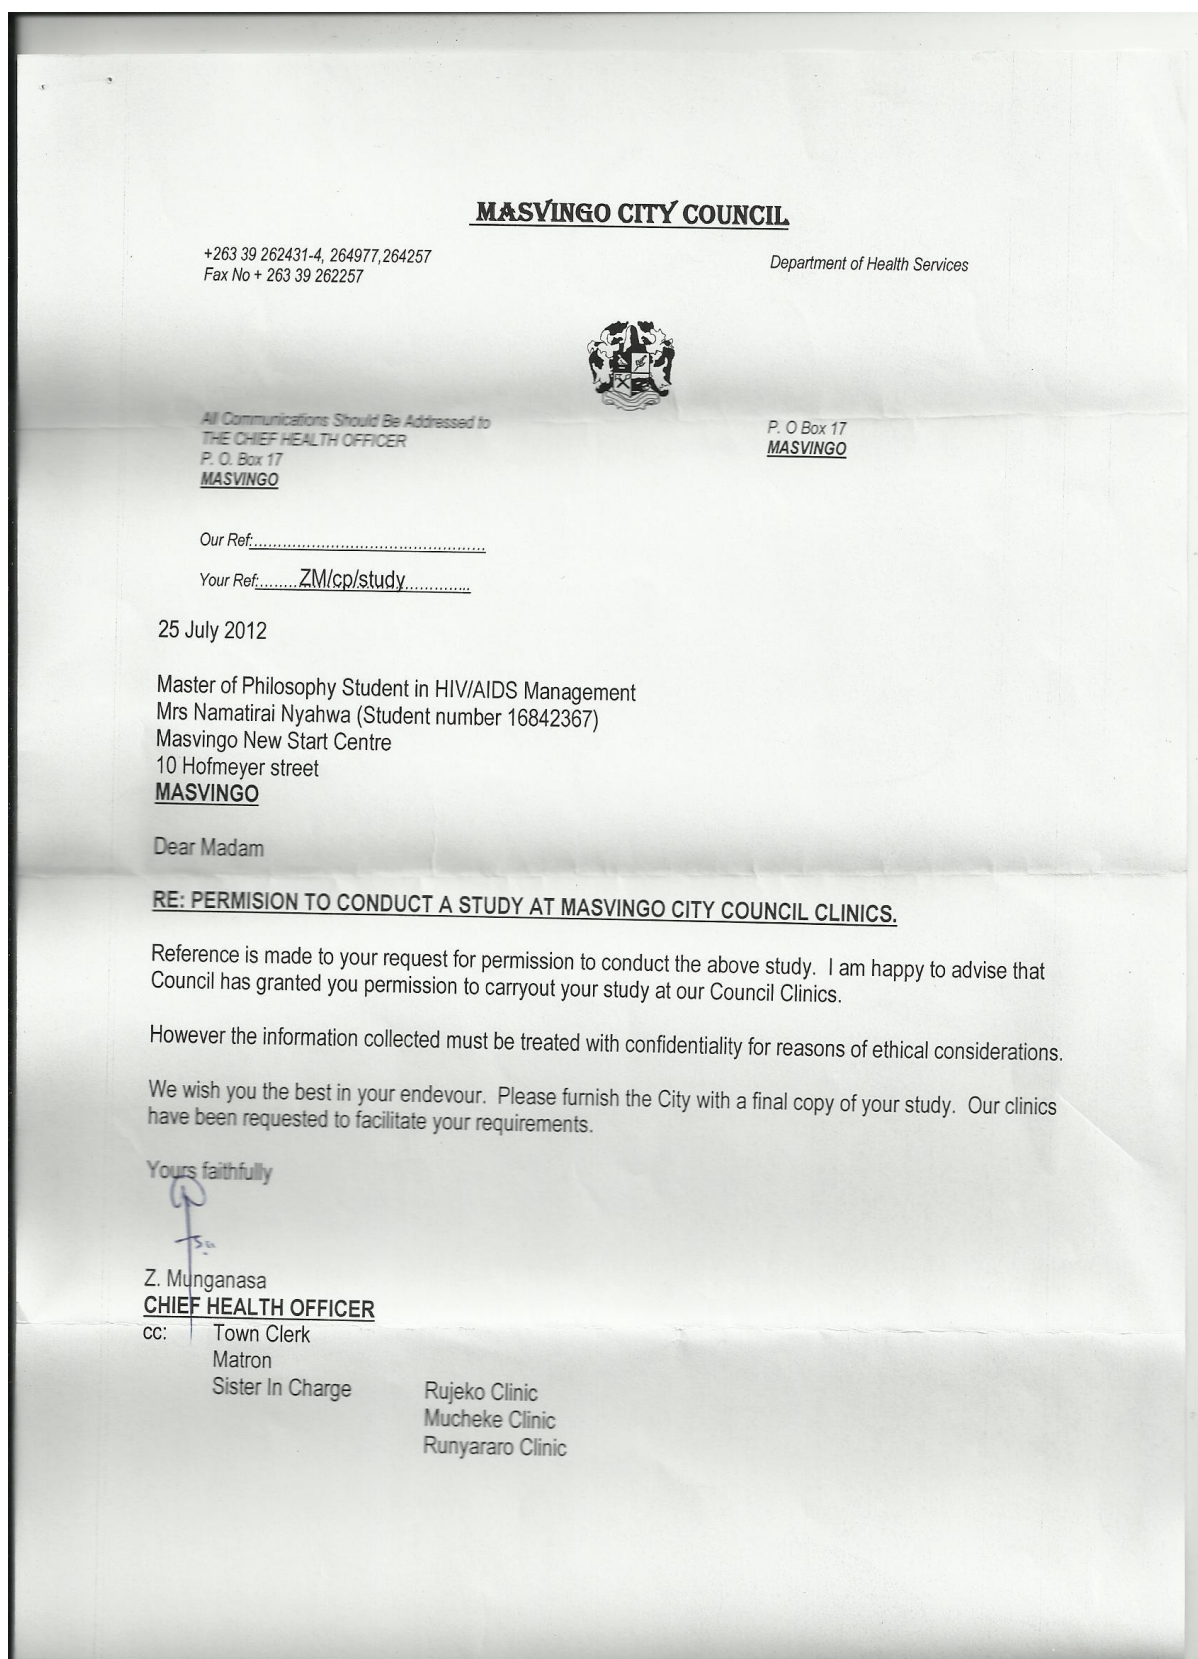 MASVINGO CITY COUNCIL
+263 39 262431-4, 264977,264257
Fax No + 263 39 262257
Department of Health Services
All Communications Should Be Addressed to
THE CHIEF HEALTH OFFICER
P. O. Box 17
MASVINGO
P. O Box 17
MASVINGO
Our Ref:..............................................
Your Ref:........ZM/cp/study.............
25 July 2012
Master of Philosophy Student in HIV/AIDS Management
Mrs Namatirai Nyahwa (Student number 16842367)
Masvingo New Start Centre
10 Hofmeyer street
MASVINGO
Dear Madam
RE: PERMISION TO CONDUCT A STUDY AT MASVINGO CITY COUNCIL CLINICS.
Reference is made to your request for permission to conduct the above study. I am happy to advise that
Council has granted you permission to carryout your study at our Council Clinics.
However the information collected must be treated with confidentiality for reasons of ethical considerations.
We wish you the best in your endevour. Please furnish the City with a final copy of your study. Our clinics
have been requested to facilitate your requirements.
Yours faithfully
Z. Munganasa
CHIEF HEALTH OFFICER
cc: Town Clerk
Matron
Sister In Charge Rujeko Clinic
Mucheke Clinic
Runyararo Clinic